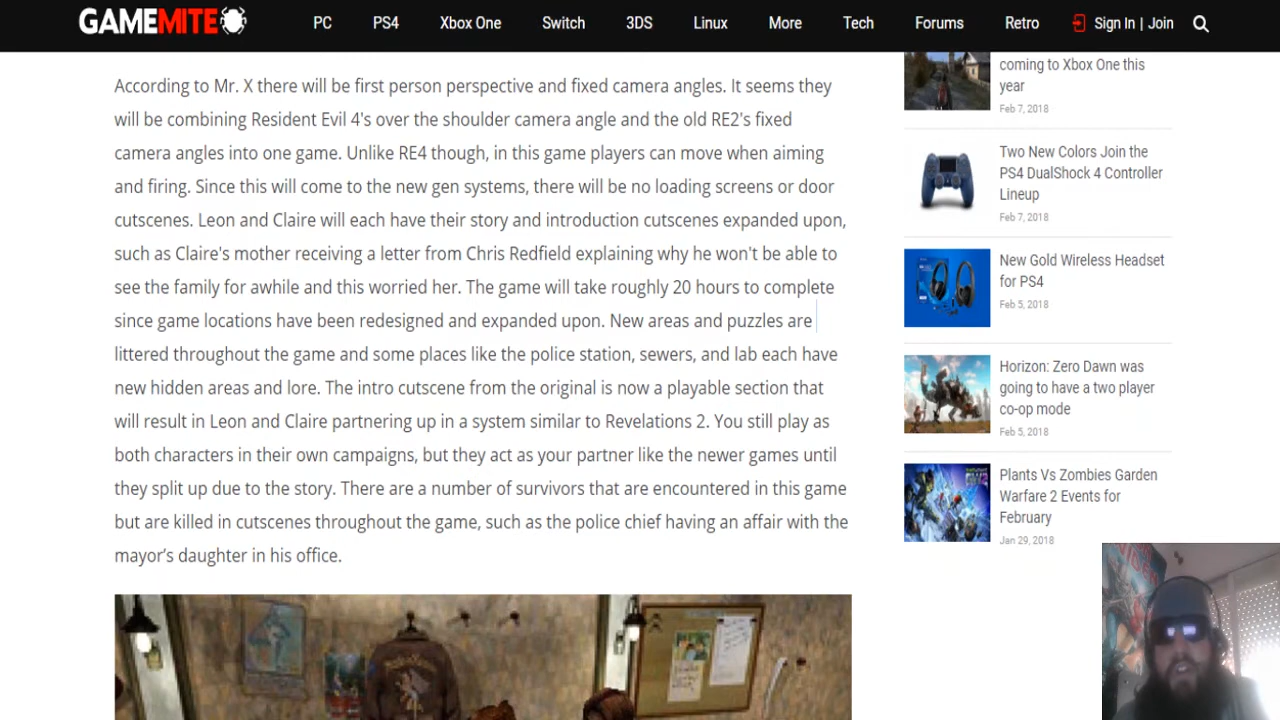 GAMEMITE
PC PS4 Xbox One Switch 3DS Linux More Tech Forums Retro Sign In | Join
According to Mr. X there will be first person perspective and fixed camera angles. It seems they
will be combining Resident Evil 4's over the shoulder camera angle and the old RE2's fixed
camera angles into one game. Unlike RE4 though, in this game players can move when aiming
and firing. Since this will come to the new gen systems, there will be no loading screens or door
cutscenes. Leon and Claire will each have their story and introduction cutscenes expanded upon,
such as Claire's mother receiving a letter from Chris Redfield explaining why he won't be able to
see the family for awhile and this worried her. The game will take roughly 20 hours to complete
since game locations have been redesigned and expanded upon. New areas and puzzles are
littered throughout the game and some places like the police station, sewers, and lab each have
new hidden areas and lore. The intro cutscene from the original is now a playable section that
will result in Leon and Claire partnering up in a system similar to Revelations 2. You still play as
both characters in their own campaigns, but they act as your partner like the newer games until
they split up due to the story. There are a number of survivors that are encountered in this game
but are killed in cutscenes throughout the game, such as the police chief having an affair with the
mayor's daughter in his office.
coming to Xbox One this
year
Feb 7, 2018
Two New Colors Join the
PS4 DualShock 4 Controller
Lineup
Feb 7, 2018
New Gold Wireless Headset
for PS4
Feb 5, 2018
Horizon: Zero Dawn was
going to have a two player
co-op mode
Feb 5, 2018
Plants Vs Zombies Garden
Warfare 2 Events for
February
Jan 29, 2018